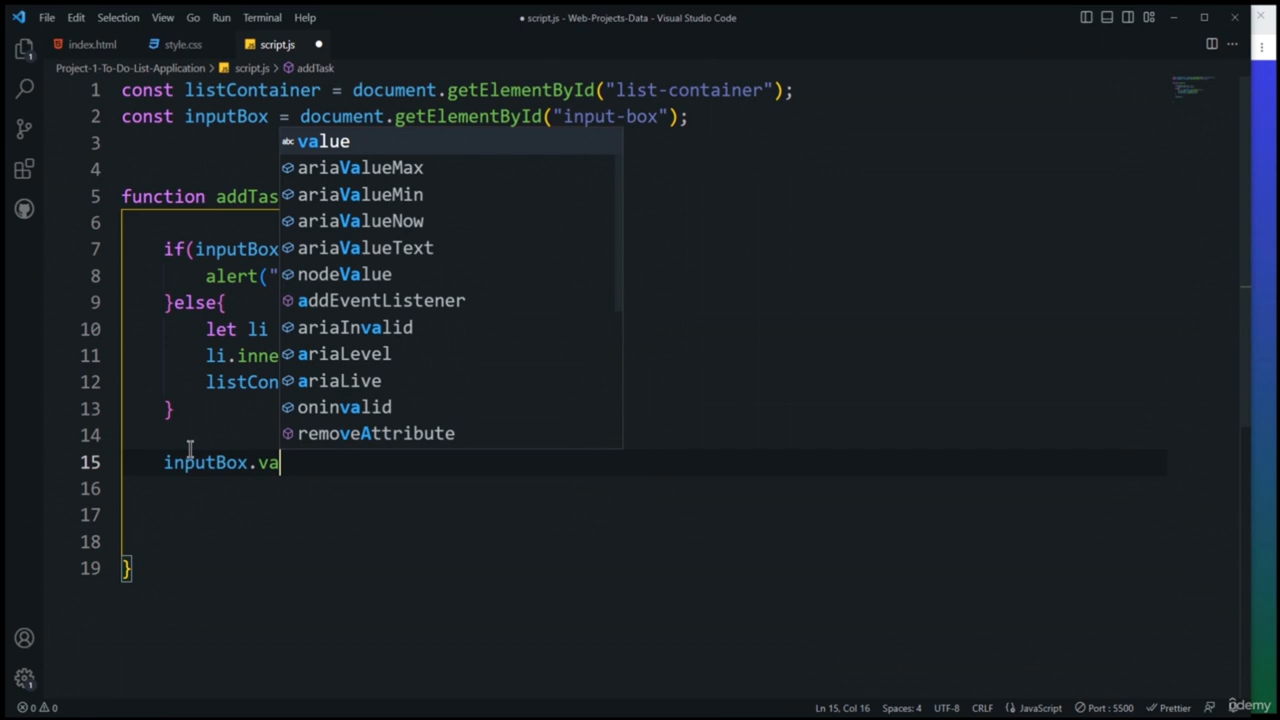 File Edit Selection View Go Run Terminal Help
● script.js - Web-Projects-Data - Visual Studio Code
index.html style.css script.js
Project-1-To-Do-List-Application > script.js > addTask
1 const listContainer = document.getElementById("list-container");
2 const inputBox = document.getElementById("input-box");
3
4
5 function addTas
6
7 if(inputBox
8 alert("
9 }else{
10 let li
11 li.inne
12 listCon
13 }
14
15 inputBox.va
16
17
18
19 }
abc value
ariaValueMax
ariaValueMin
ariaValueNow
ariaValueText
nodeValue
addEventListener
ariaInvalid
ariaLevel
ariaLive
oninvalid
removeAttribute
1
1
0 0 Ln 15, Col 16 Spaces: 4 UTF-8 CRLF {} JavaScript Port : 5500 Prettier
ûdemy